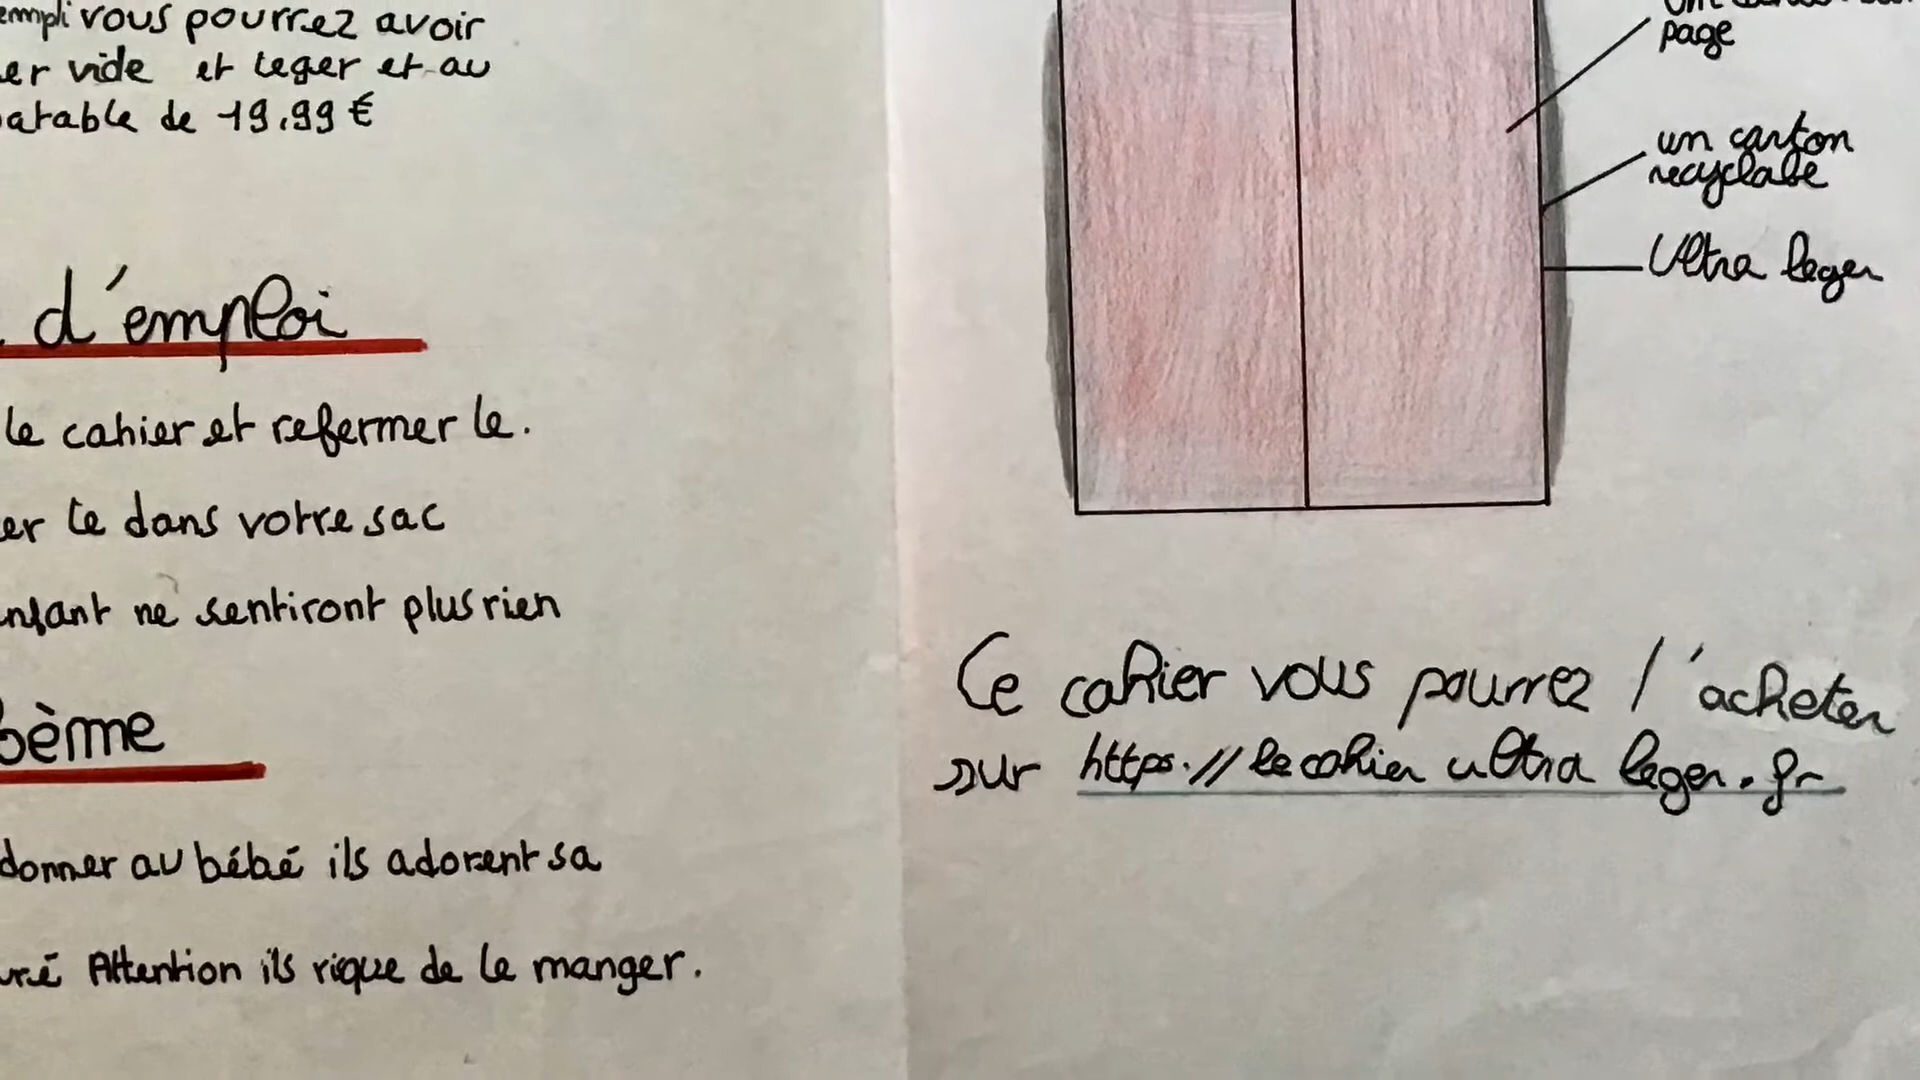 vous pourrez avoir
er vide et leger et au
atable de 19.99 €
d'emploi
le cahier et refermer le.
er le dans votre sac
nfant ne sentiront plus rien
bème
donner au bébé ils adorent sa
uré Attention ils rique de le manger.
page
un carton
recyclable
Ultra leger
Ce cahier vous pourrez l'acheter
sur https://lecahier ultra leger.fr